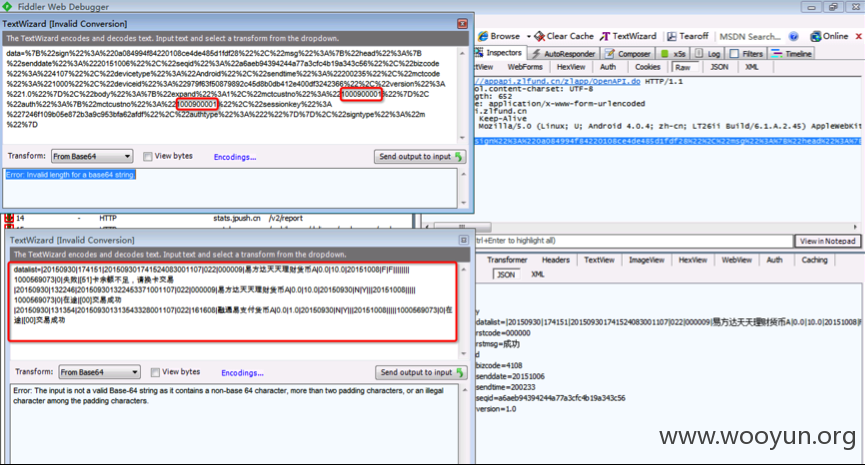 Fiddler Web Debugger
TextWizard [Invalid Conversion]
The TextWizard encodes and decodes text. Input text and select a transform from the dropdown.
data=%7B%22sign%22%3A%220a084994f84220108ce4de485d1fdf28%22%2C%22msg%22%3A%7B%22head%22%3A%7B
%22senddate%22%3A%2220151006%22%2C%22seqid%22%3A%22a6aeb94394244a77a3cfc4b19a343c56%22%2C%22bizcode
%22%3A%224107%22%2C%22devicetype%22%3A%22Android%22%2C%22sendtime%22%3A%22200235%22%2C%22mctcode
%22%3A%221000%22%2C%22deviceid%22%3A%22979f63f50879892c45d8b0db412e400df3242386%22%2C%22version%22%3A
%221.0%22%7D%2C%22body%22%3A%7B%22expand%22%3A1%2C%22mctcustno%22%3A%221000900001%22%7D%2C
%22auth%22%3A%7B%22mctcustno%22%3A%221000900001%22%2C%22sessionkey%22%3A
%227246f109b05e872b3a9c953bfa62afdf%22%2C%22authtype%22%3A%222%22%7D%7D%2C%22signtype%22%3A%22m
%22%7D
Transform: From Base64 View bytes Encodings... Send output to input
Error: Invalid length for a base64 string.
14 - HTTP stats.jpush.cn /v2/report
TextWizard [Invalid Conversion]
The TextWizard encodes and decodes text. Input text and select a transform from the dropdown.
datalist=|20150930|174151|20150930174152408300110​7|022|000009|易方达天天理财货币A|0.0|10.0|20151008|F|F||||||||
1000569073|0|失败|[51]卡余额不足，请换卡交易
|20150930|132246|20150930132245337100​1107|022|000009|易方达天天理财货币A|0.0|1.0|20150930|N|Y|||20151008|||||
1000569073|0|在途|[00]交易成功
|20150930|131354|20150930131354332800​1107|022|161608|融通易支付货币A|0.0|1.0|20150930|N|Y|||20151008|||||1000569073|0|在
途|[00]交易成功
Transform: From Base64 View bytes Encodings... Send output to input
Error: The input is not a valid Base-64 string as it contains a non-base 64 character, more than two padding characters, or an illegal
character among the padding characters.
Browse Clear Cache TextWizard Tearoff MSDN Search... Online
Inspectors AutoResponder Composer x5s Log Filters Timeline
WebForms HexView Auth Cookies Raw JSON XML
//appapi.zlfund.cn/zlapp/OpenAPI.do HTTP/1.1
ol.content-charset: UTF-8
ngth: 652
e: application/x-www-form-urlencoded
i.zlfund.cn
Keep-Alive
Mozilla/5.0 (Linux; U; Android 4.0.4; zh-cn; LT26ii Build/6.1.A.2.45) AppleWebKit
sign%22%3A%220a084994f84220108ce4de485d1fdf28%22%2C%22msg%22%3A%7B%22head%22%3A%7
trl+Enter to highlight all) View in Notepad
Transformer Headers TextView ImageView HexView WebView Auth Caching
JSON XML
y
datalist=|20150930|174151|201509301741524083001107|022|000009|易方达天天理财货币A|0.0|10.0|20151008|F
rstcode=000000
rstmsg=成功
d
bizcode=4108
senddate=20151006
sendtime=200233
seqid=a6aeb94394244a77a3cfc4b19a343c56
version=1.0
www.wooyun.org